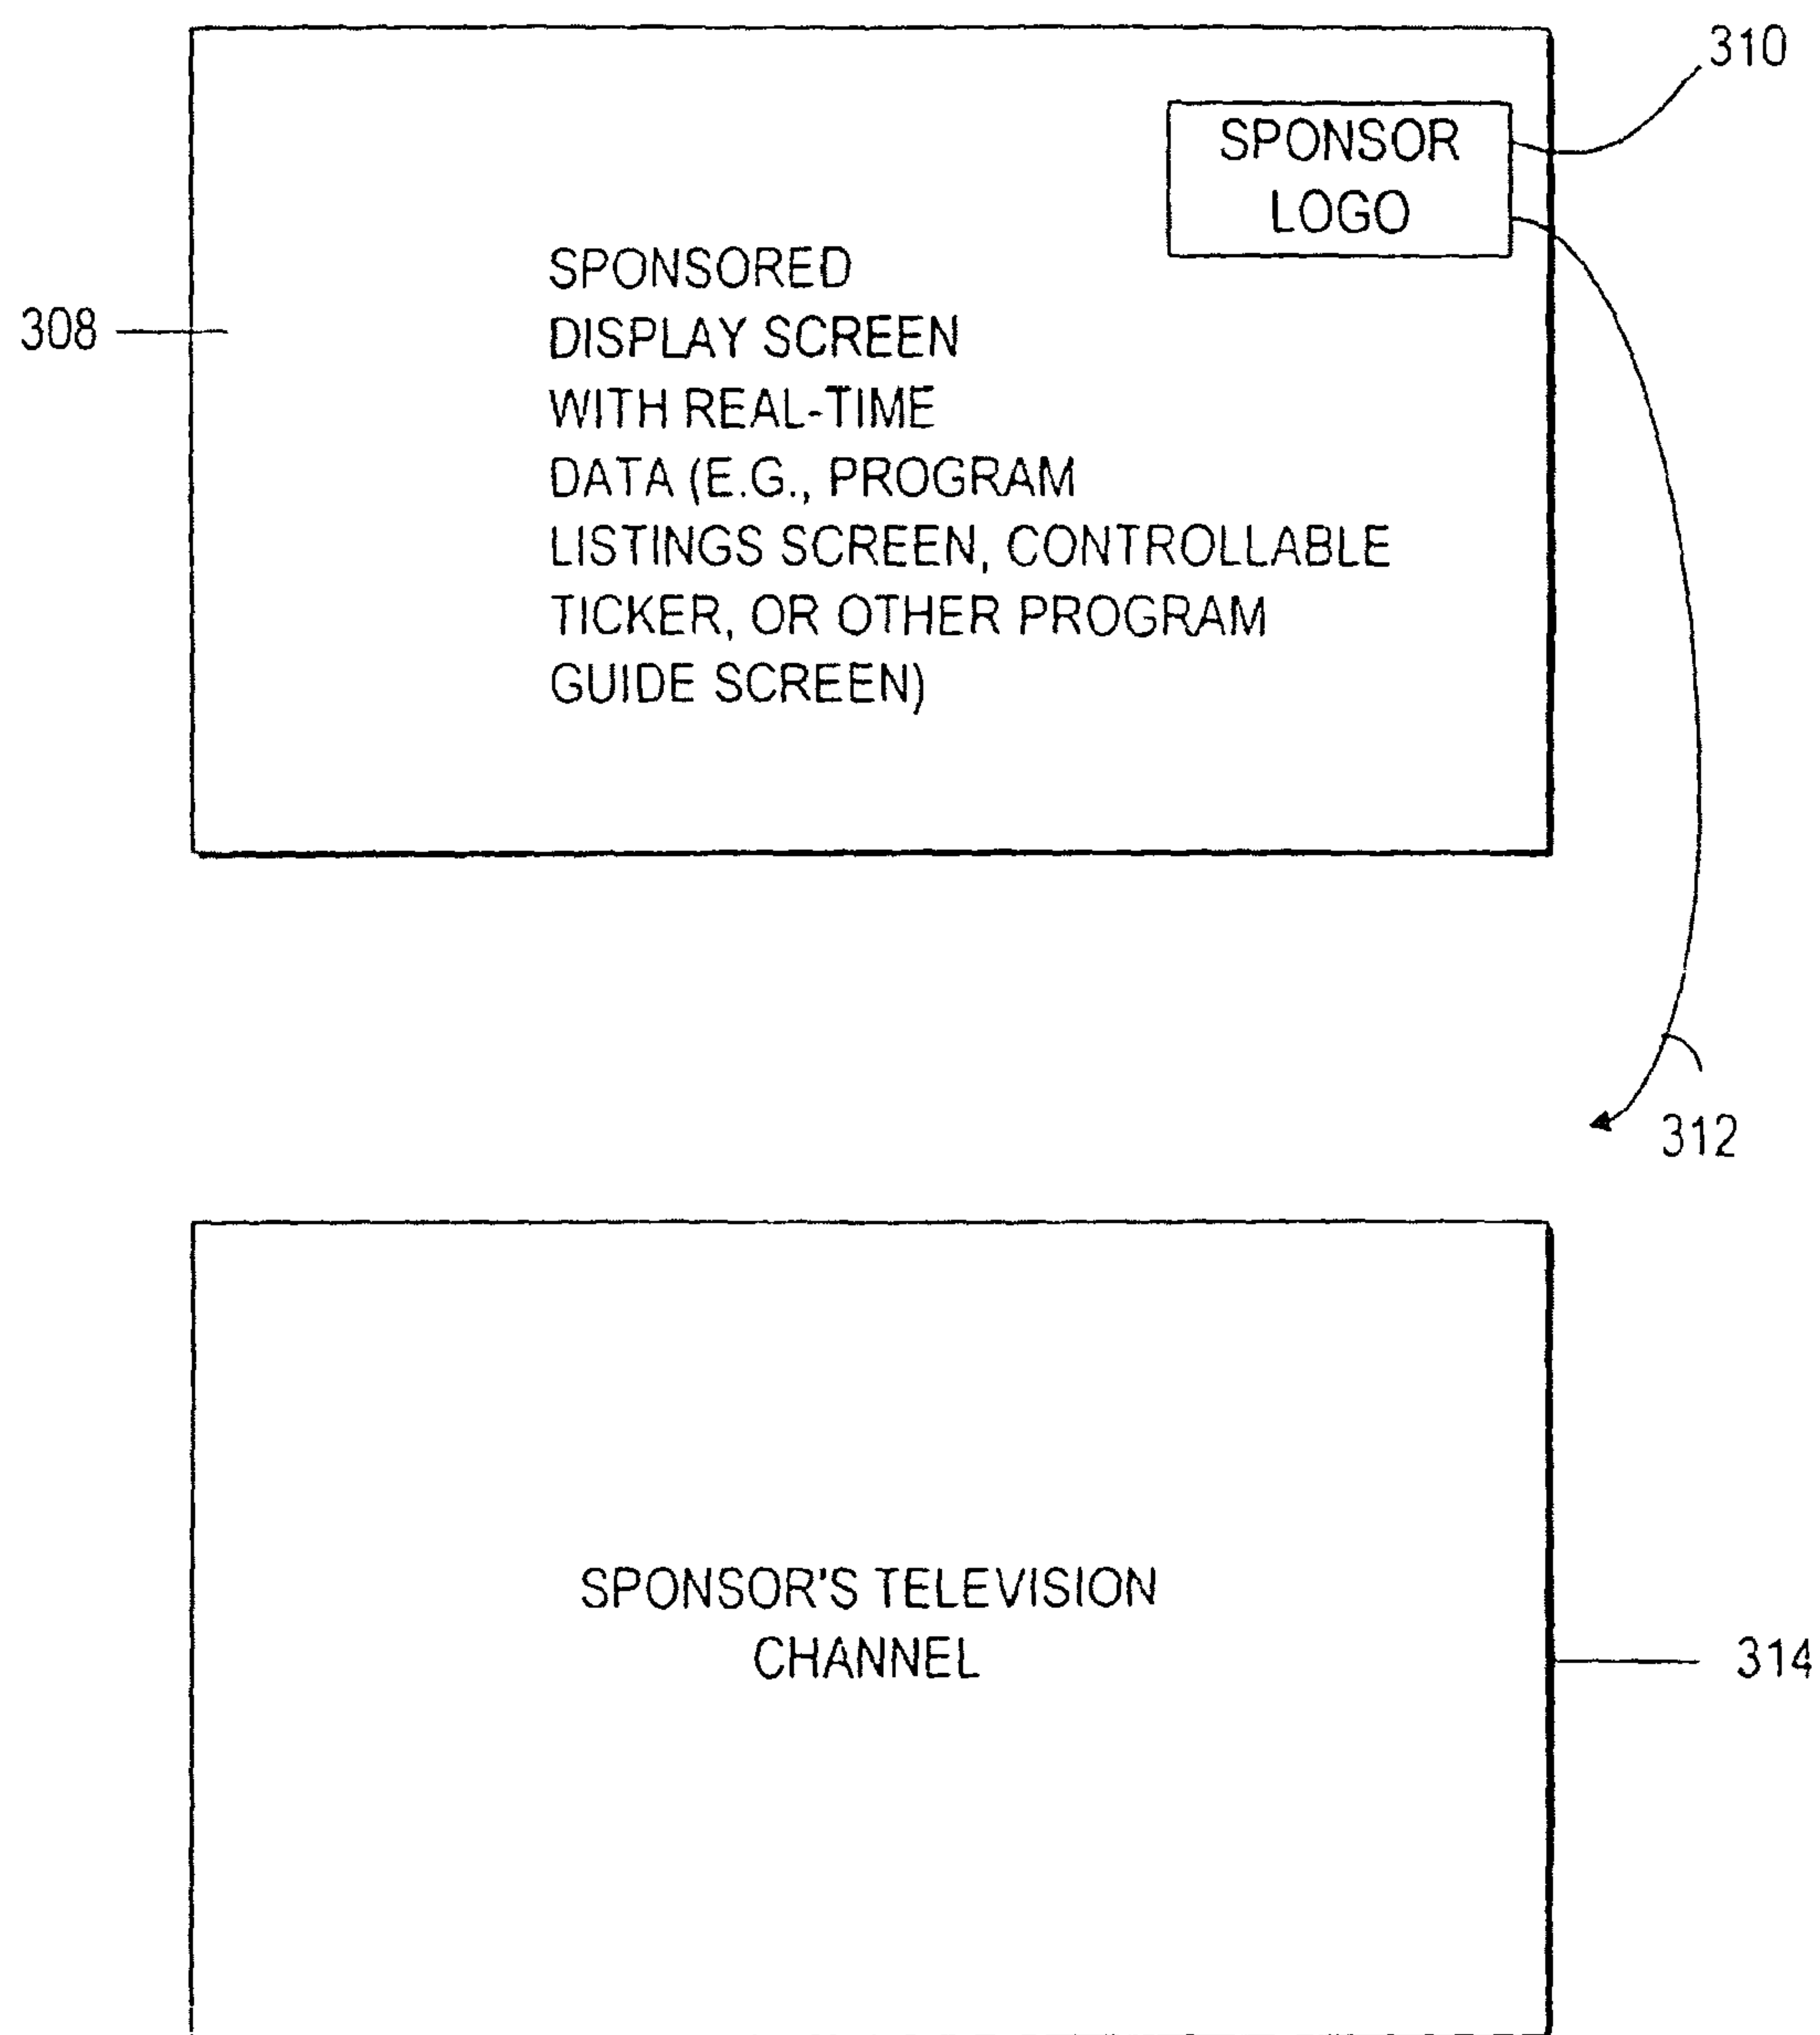 310
SPONSOR
LOGO
308
SPONSORED
DISPLAY SCREEN
WITH REAL-TIME
DATA (E.G., PROGRAM
LISTINGS SCREEN, CONTROLLABLE
TICKER, OR OTHER PROGRAM
GUIDE SCREEN)
312
SPONSOR'S TELEVISION
CHANNEL
314